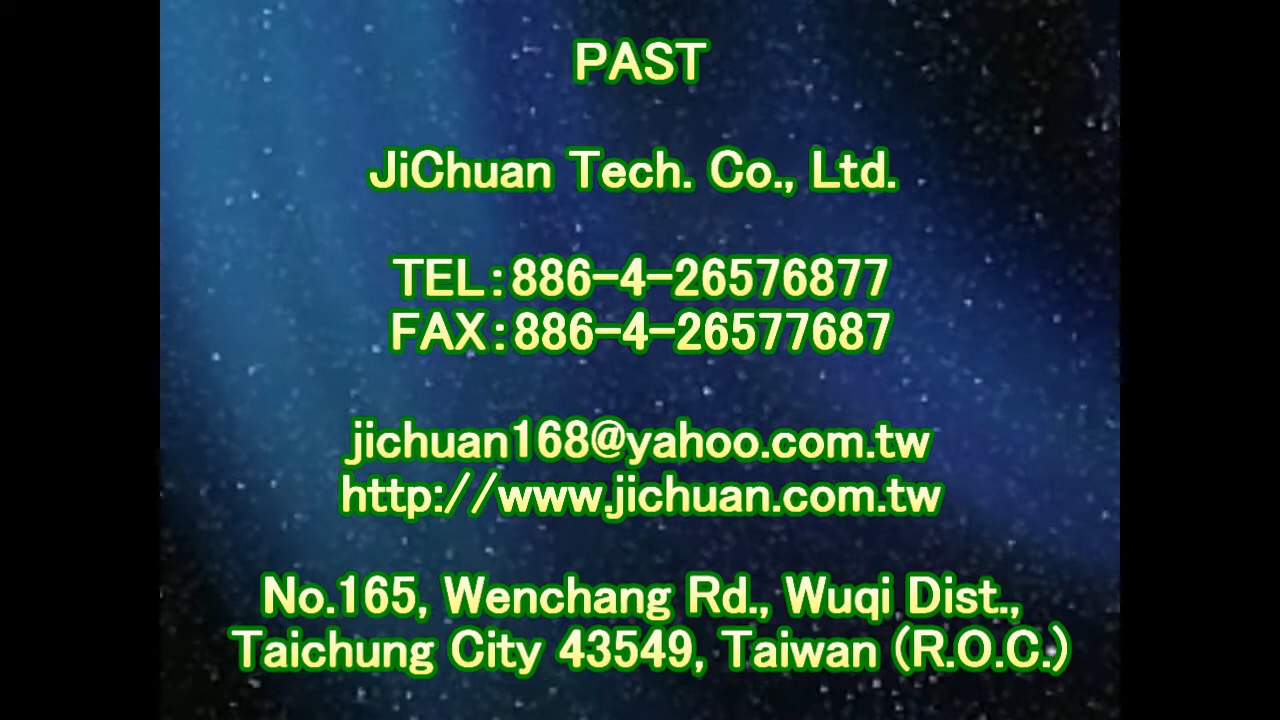 PAST
JiChuan Tech. Co., Ltd.
TEL:886-4-26576877
FAX:886-4-26577687
jichuan168@yahoo.com.tw
http://www.jichuan.com.tw
No.165, Wenchang Rd., Wuqi Dist.,
Taichung City 43549, Taiwan (R.O.C.)